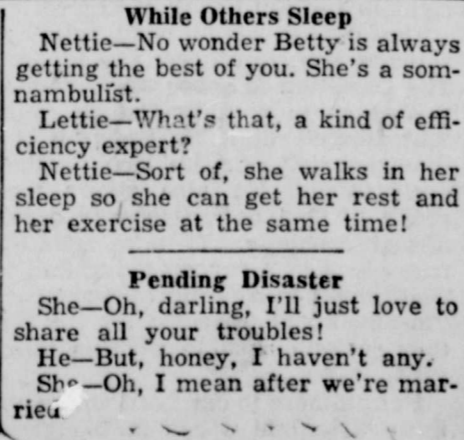 While Others Sleep
Nettie—No wonder Betty is always
getting the best of you. She's a som-
nambulist.
Lettie—What's that, a kind of effi-
ciency expert?
Nettie—Sort of, she walks in her
sleep so she can get her rest and
her exercise at the same time!
Pending Disaster
She—Oh, darling, I'll just love to
share all your troubles!
He—But, honey, I haven't any.
She—Oh, I mean after we're mar-
ried